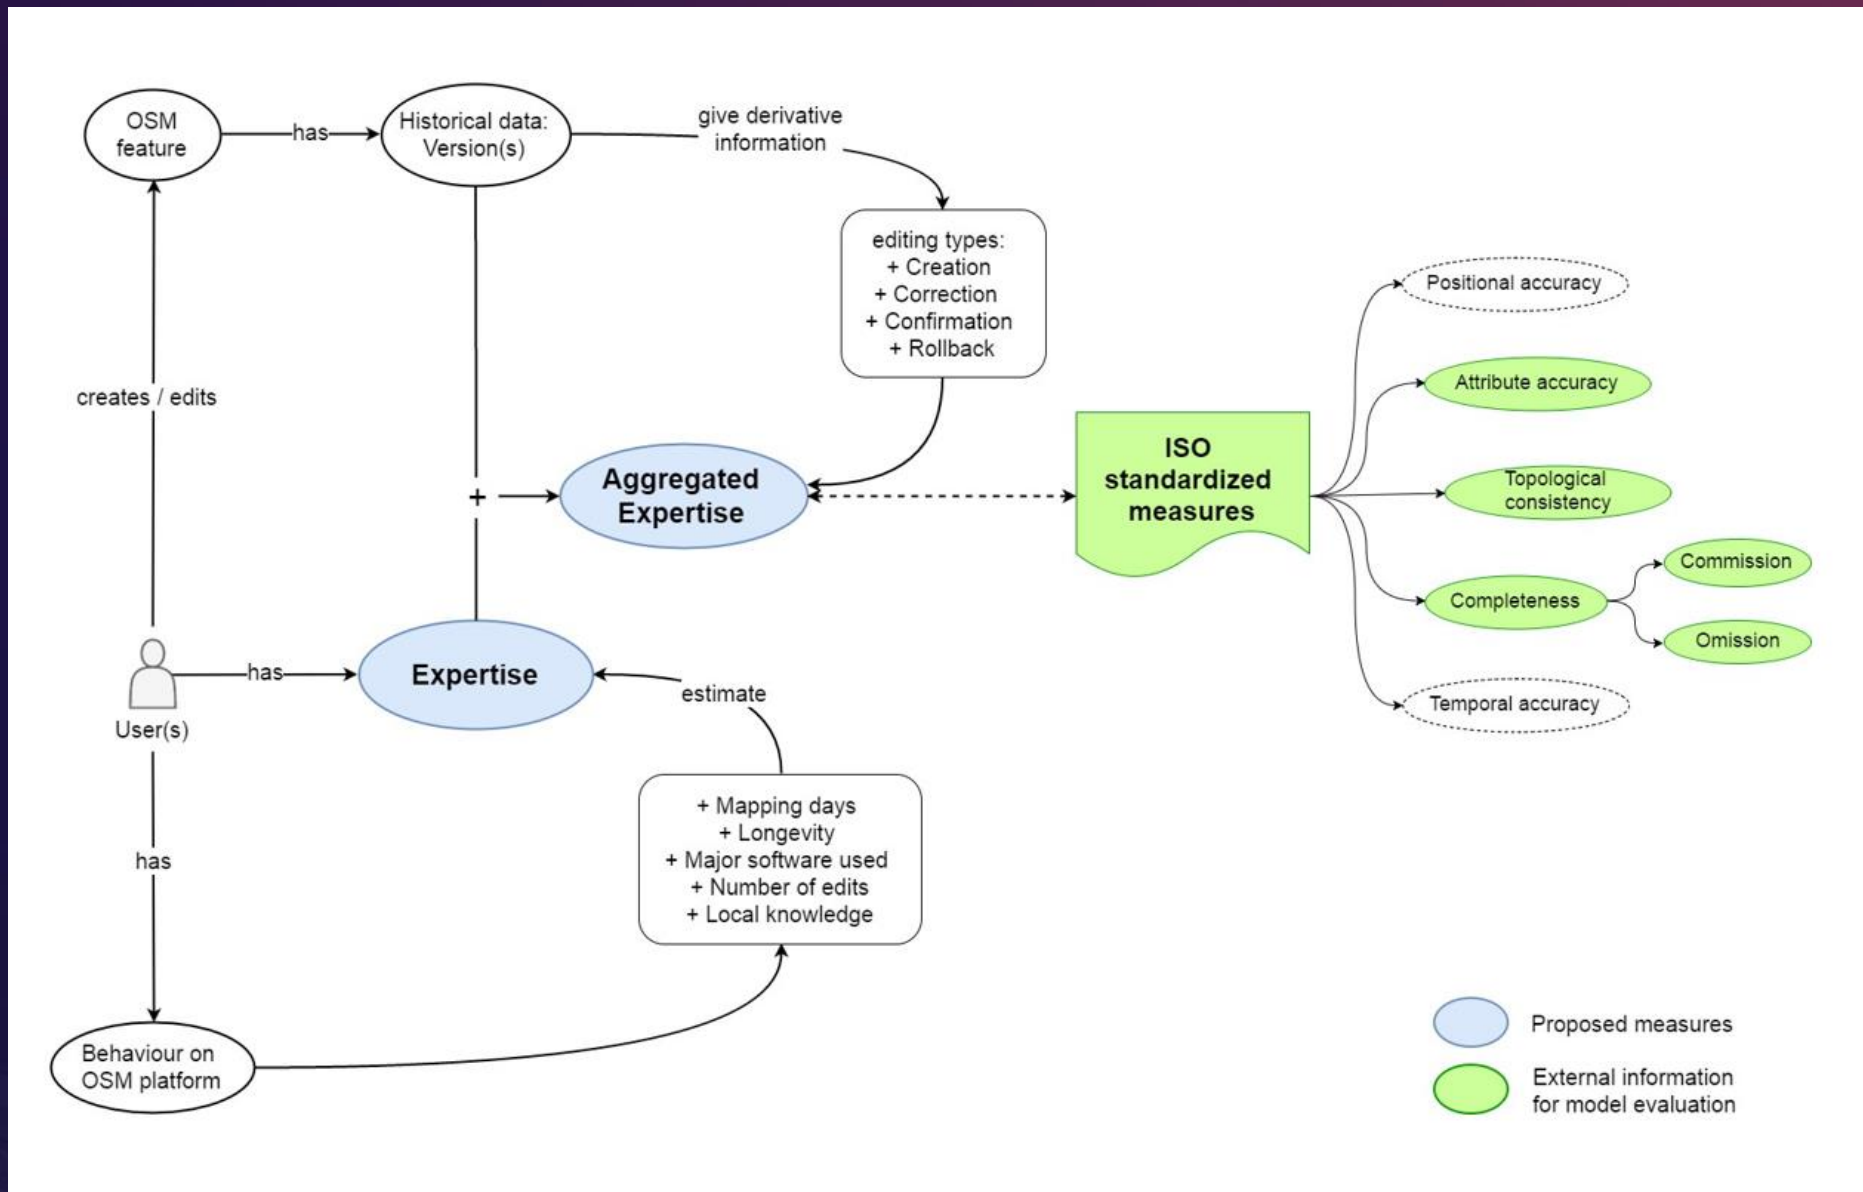 OSM
feature
has
Historical data:
Version(s)
give derivative
information
editing types:
+ Creation
+ Correction
+ Confirmation
+ Rollback
creates / edits
+
Aggregated
Expertise
ISO
standardized
measures
Positional accuracy
Attribute accuracy
Topological
consistency
Completeness
Commission
Omission
Temporal accuracy
User(s)
has
Expertise
estimate
+ Mapping days
+ Longevity
+ Major software used
+ Number of edits
+ Local knowledge
has
Behaviour on
OSM platform
Proposed measures
External information
for model evaluation